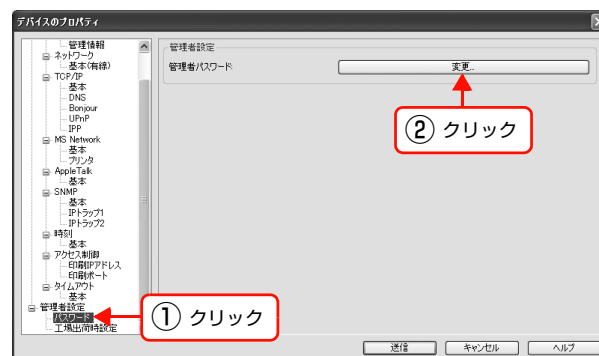 デバイスのプロパティ
管理情報
ネットワーク
基本(有線)
TCP/IP
基本
DNS
Bonjour
UPnP
IPP
MS Network
基本
プリンタ
AppleTalk
基本
SNMP
基本
IPトラップ1
IPトラップ2
時刻
基本
アクセス制御
印刷IPアドレス
印刷ポート
タイムアウト
基本
管理者設定
パスワード
工場出荷時設定
① クリック
管理者設定
管理者パスワード:
変更...
② クリック
送信
キャンセル
ヘルプ